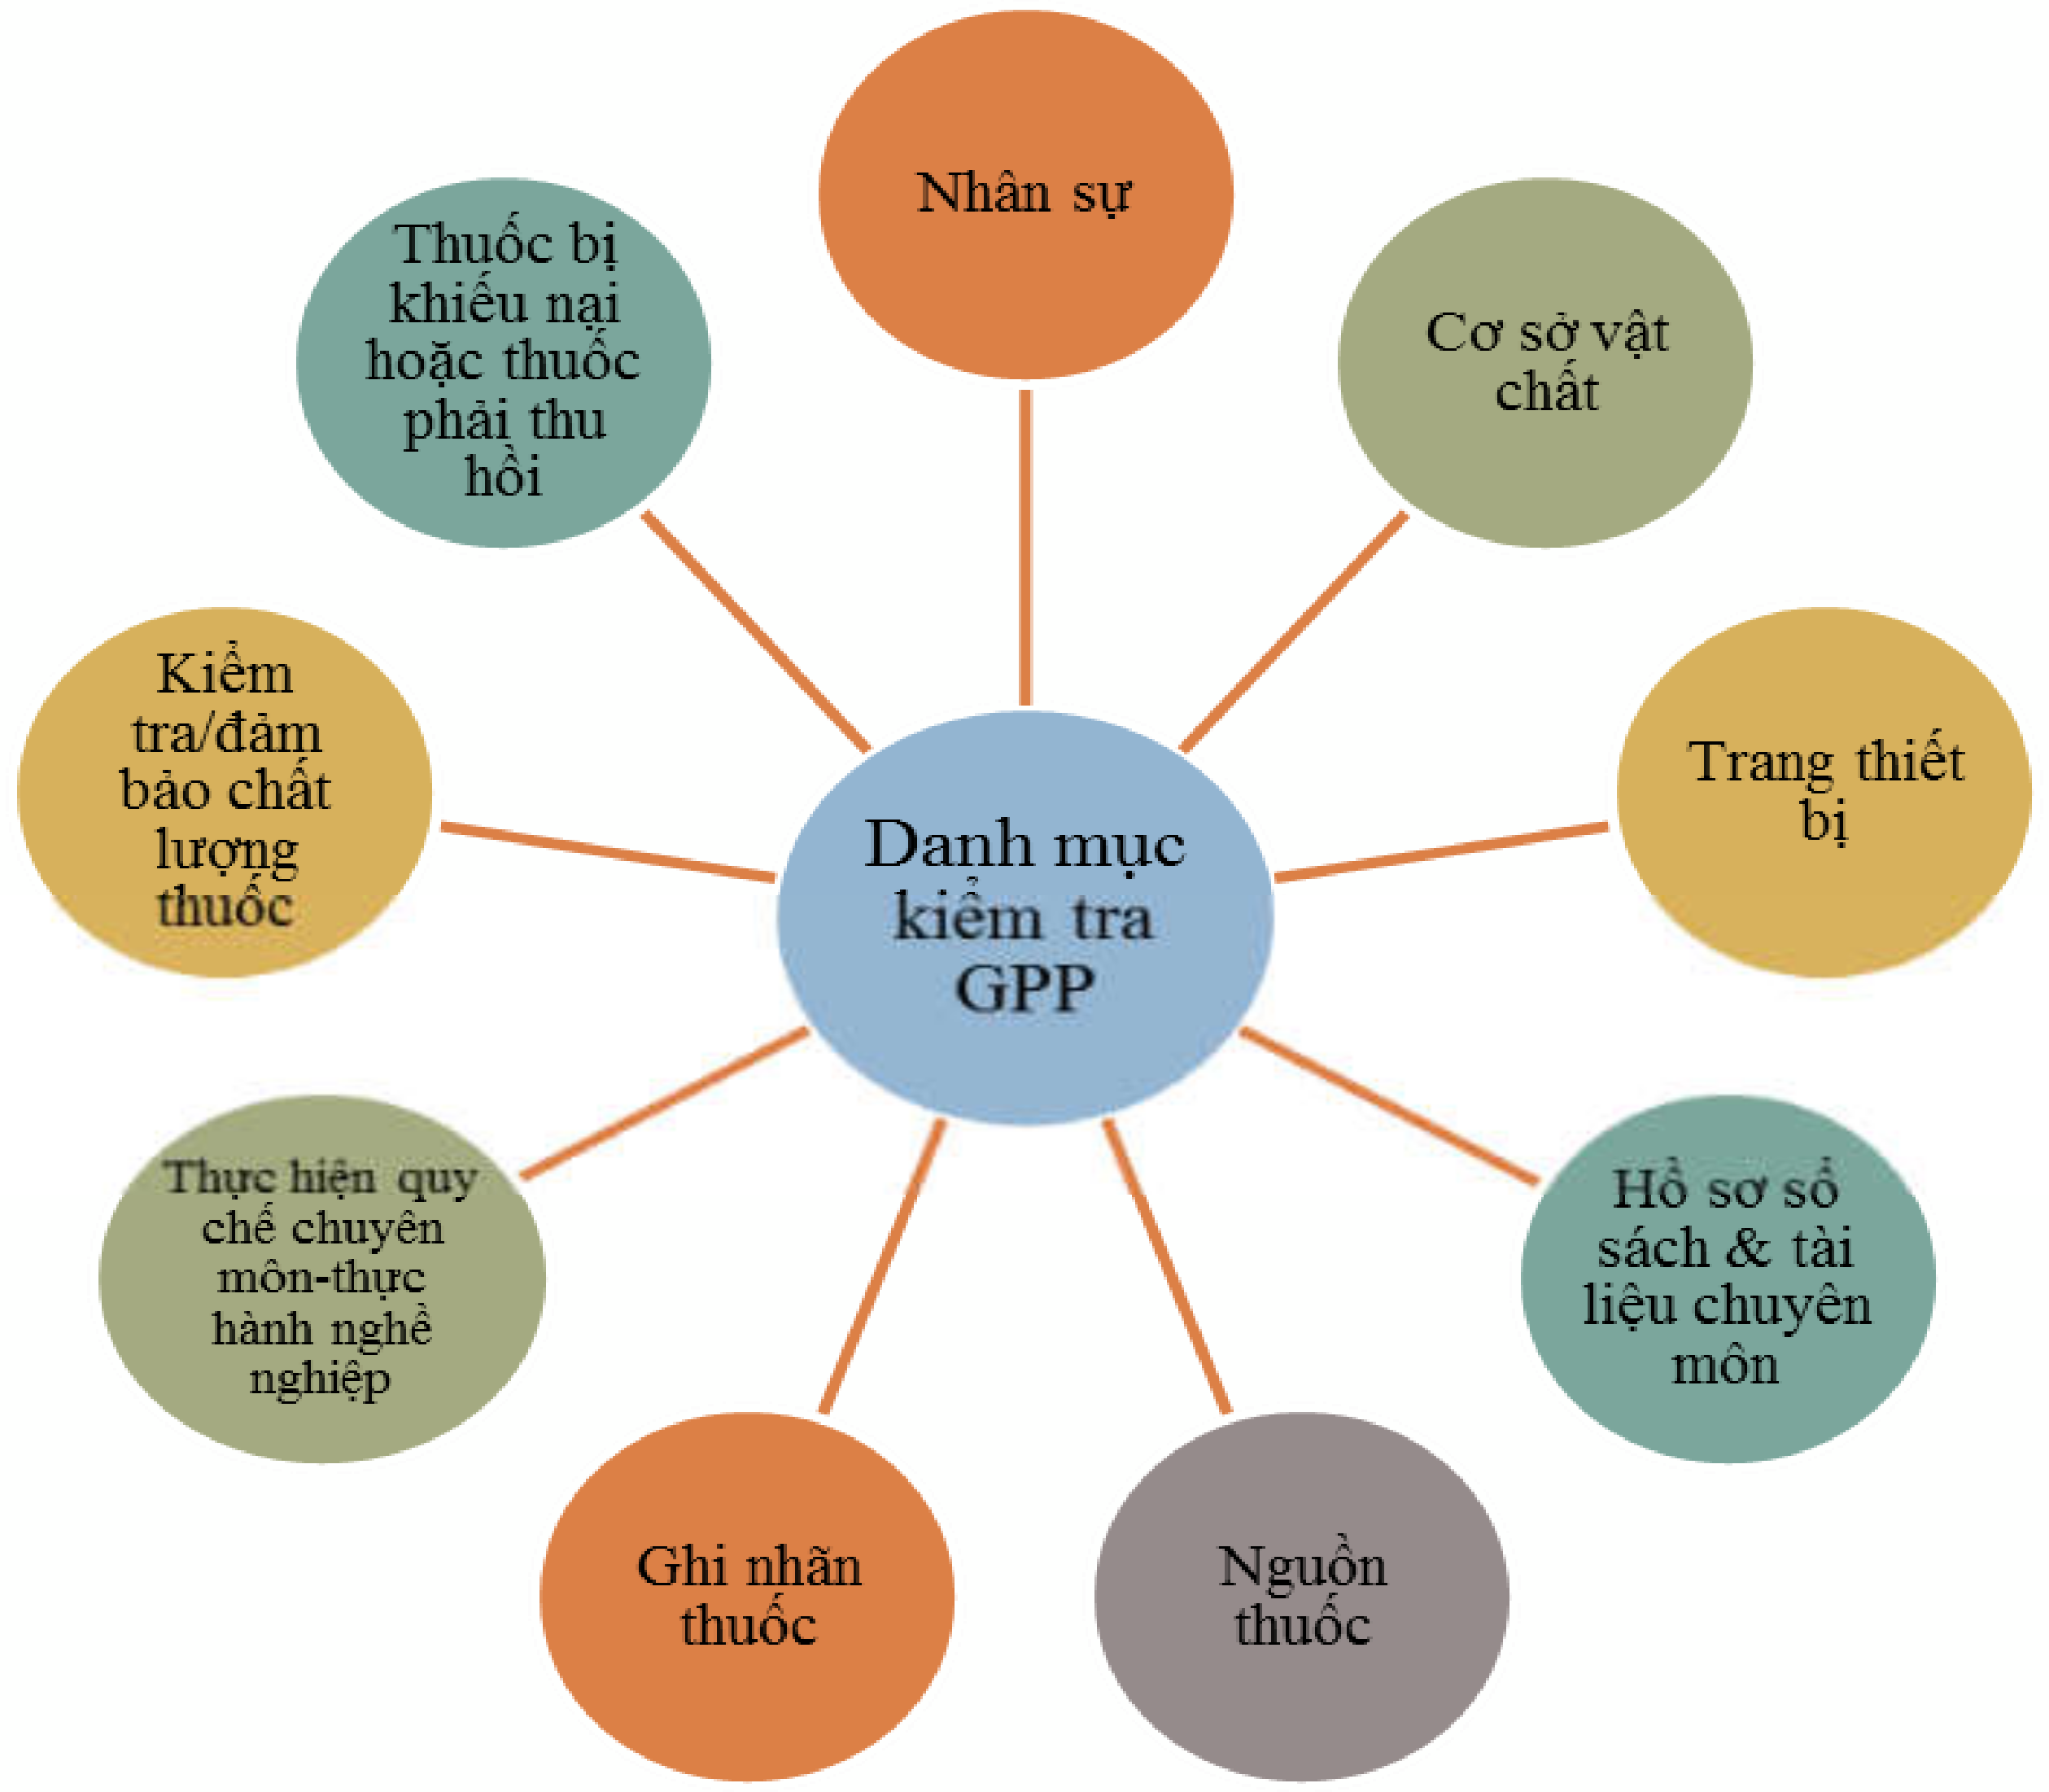 Nhân sự
Cơ sở vật
chất
Trang thiết
bị
Hồ sơ sổ
sách & tài
liệu chuyên
môn
Nguồn
thuốc
Ghi nhãn
thuốc
Thực hiện quy
chế chuyên
môn-thực
hành nghề
nghiệp
Kiểm
tra/đảm
bảo chất
lượng
thuốc
Thuốc bị
khiếu nại
hoặc thuốc
phải thu
hồi
Danh mục
kiểm tra
GPP